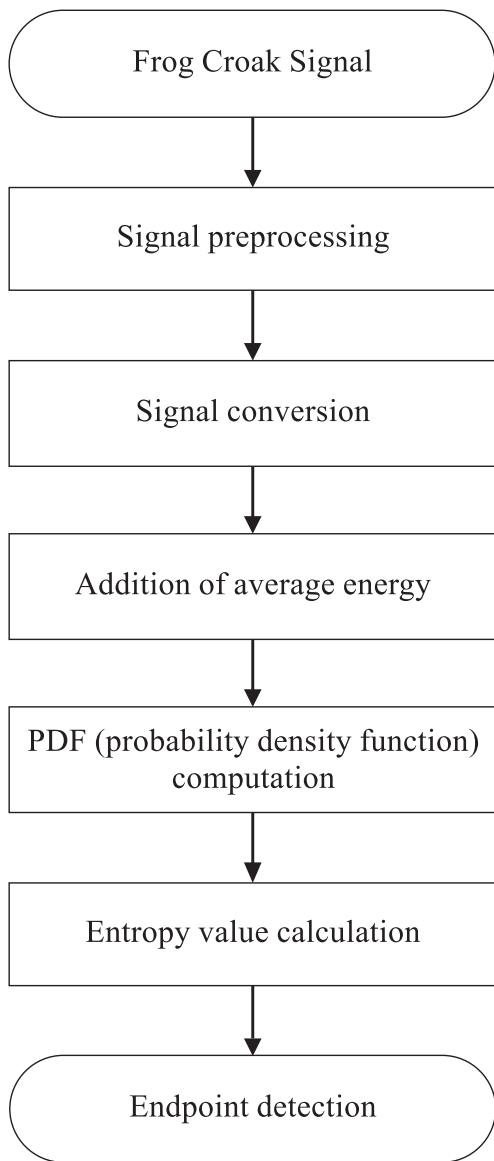 Frog Croak Signal
Signal preprocessing
Signal conversion
Addition of average energy
PDF (probability density function)
computation
Entropy value calculation
Endpoint detection